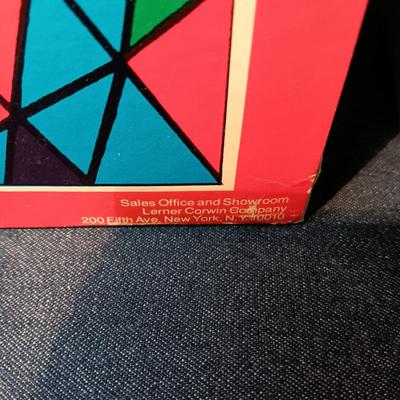 Sales Office and Showroom
Lerner Corwin Company
200 Fifth Ave, New York, N.Y. 10010